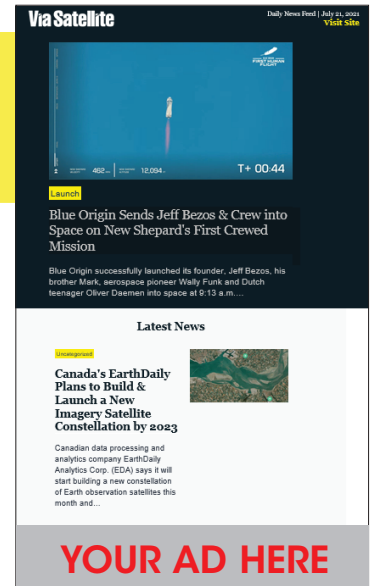 Via Satellite
Daily News Feed | July 21, 2021
Visit Site
FIRST HUMAN
FLIGHT
462
12,094
T+ 00:44
Launch
Blue Origin Sends Jeff Bezos & Crew into
Space on New Shepard's First Crewed
Mission
Blue Origin successfully launched its founder, Jeff Bezos, his
brother Mark, aerospace pioneer Wally Funk and Dutch
teenager Oliver Daemen into space at 9:13 a.m....
Latest News
Uncategorized
Canada's EarthDaily
Plans to Build &
Launch a New
Imagery Satellite
Constellation by 2023
Canadian data processing and
analytics company EarthDaily
Analytics Corp. (EDA) says it will
start building a new constellation
of Earth observation satellites this
month and...
YOUR AD HERE